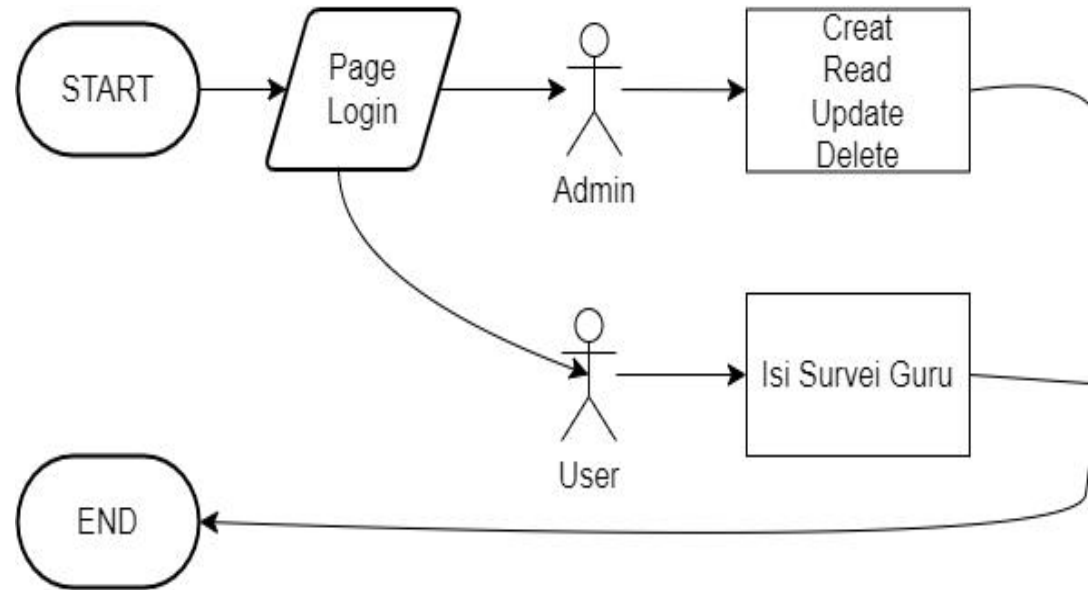 START
Page
Login
Admin
Creat
Read
Update
Delete
User
Isi Survei Guru
END